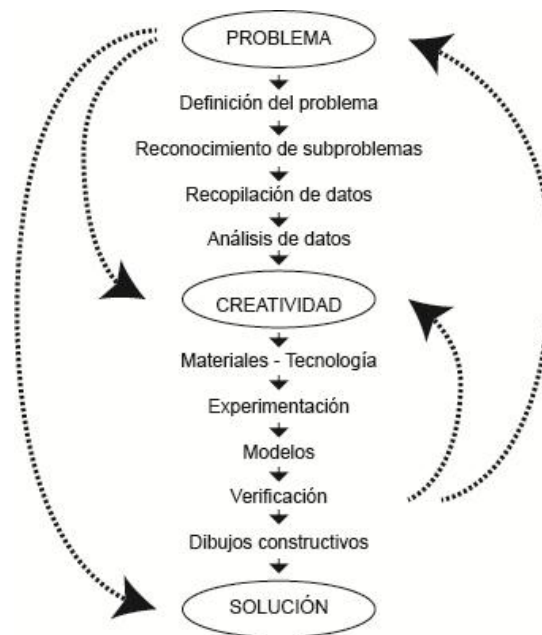 PROBLEMA
Definición del problema
Reconocimiento de subproblemas
Recopilación de datos
Análisis de datos
CREATIVIDAD
Materiales - Tecnología
Experimentación
Modelos
Verificación
Dibujos constructivos
SOLUCIÓN